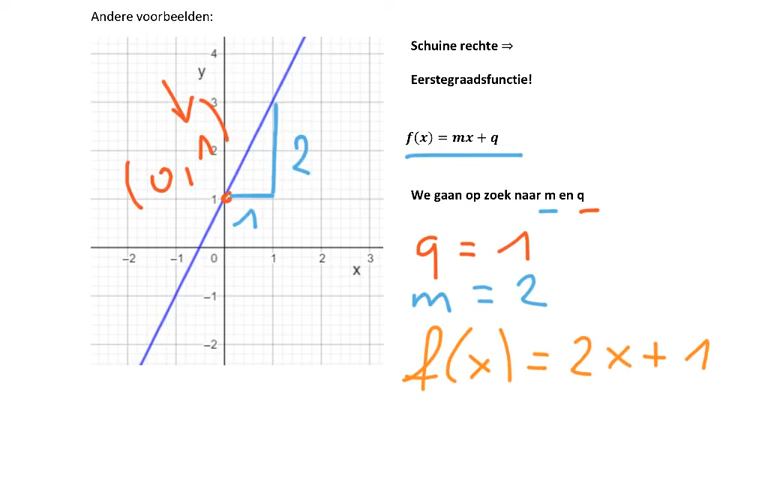 Andere voorbeelden:
Schuine rechte ⇒
Eerstegraadsfunctie!
f(x) = mx + q
We gaan op zoek naar m en q
q = 1
m = 2
f(x) = 2x + 1
4
y
3
2
(0,1)
2
1
1
-2 -1 0 1 2 3
x
-1
-2